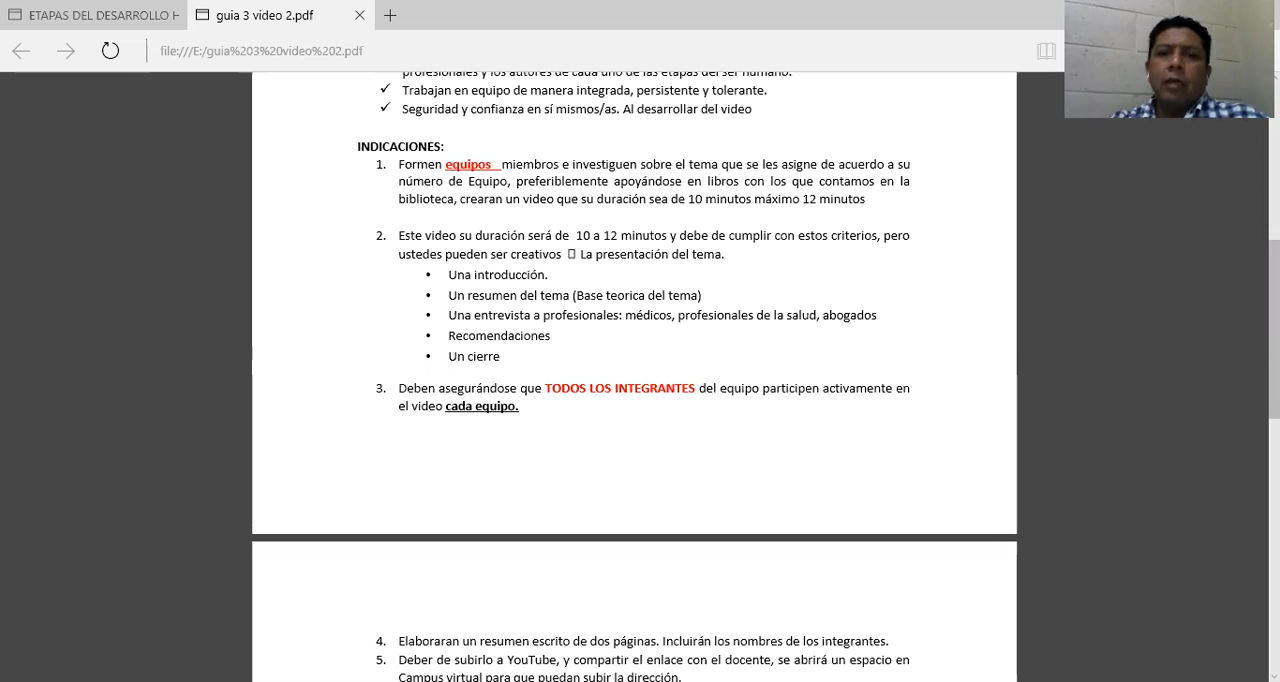 ETAPAS DEL DESARROLLO H
guia 3 video 2.pdf
file:///E:/guia%203%20video%202.pdf
profesionales y los autores de cada uno de las etapas del ser humano.
✓ Trabajan en equipo de manera integrada, persistente y tolerante.
✓ Seguridad y confianza en sí mismos/as. Al desarrollar del video
INDICACIONES:
1. Formen equipos_ miembros e investiguen sobre el tema que se les asigne de acuerdo a su
número de Equipo, preferiblemente apoyándose en libros con los que contamos en la
biblioteca, crearan un video que su duración sea de 10 minutos máximo 12 minutos
2. Este video su duración será de 10 a 12 minutos y debe de cumplir con estos criterios, pero
ustedes pueden ser creativos La presentación del tema.
• Una introducción.
• Un resumen del tema (Base teorica del tema)
• Una entrevista a profesionales: médicos, profesionales de la salud, abogados
• Recomendaciones
• Un cierre
3. Deben asegurándose que TODOS LOS INTEGRANTES del equipo participen activamente en
el video cada equipo.
4. Elaboraran un resumen escrito de dos páginas. Incluirán los nombres de los integrantes.
5. Deber de subirlo a YouTube, y compartir el enlace con el docente, se abrirá un espacio en
Campus virtual para que puedan subir la dirección.